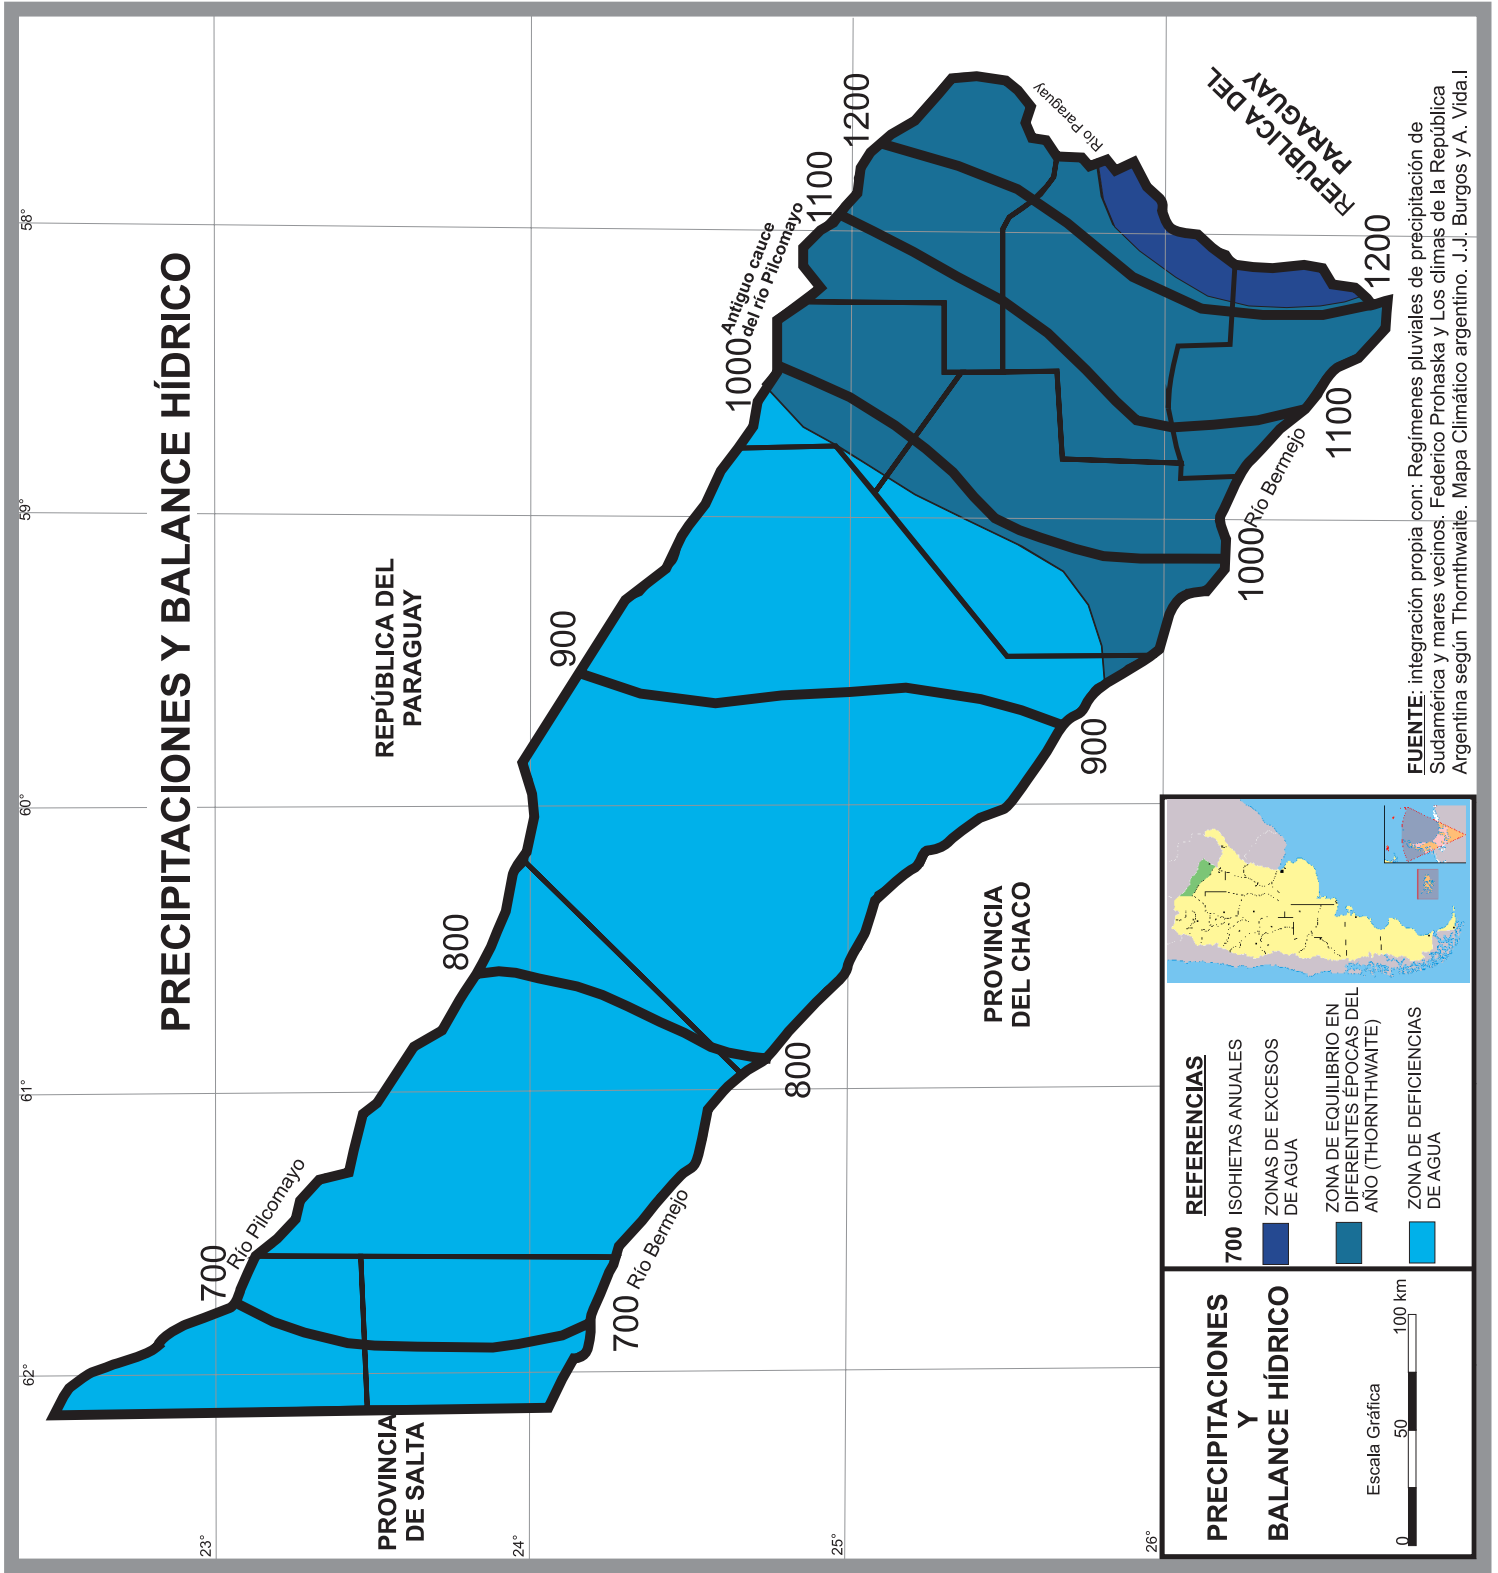 PRECIPITACIONES Y BALANCE HÍDRICO
62°
61°
60°
59°
58°
23°
24°
25°
26°
REPÚBLICA DEL
PARAGUAY
PROVINCIA
DE SALTA
PROVINCIA
DEL CHACO
REPÚBLICA DEL
PARAGUAY
Río Pilcomayo
Antiguo cauce
del río Pilcomayo
Río Paraguay
Río Bermejo
Río Bermejo
700
800
900
1000
1100
1200
700
800
900
1000
1100
1200
PRECIPITACIONES
Y
BALANCE HÍDRICO
Escala Gráfica
0
50
100 km
REFERENCIAS
700 ISOHIETAS ANUALES
ZONAS DE EXCESOS
DE AGUA
ZONA DE EQUILIBRIO EN
DIFERENTES ÉPOCAS DEL
AÑO (THORNTHWAITE)
ZONA DE DEFICIENCIAS
DE AGUA
FUENTE: integración propia con: Regímenes pluviales de precipitación de
Sudamérica y mares vecinos. Federico Prohaska y Los climas de la República
Argentina según Thornthwaite. Mapa Climático argentino. J.J. Burgos y A. Vida.l